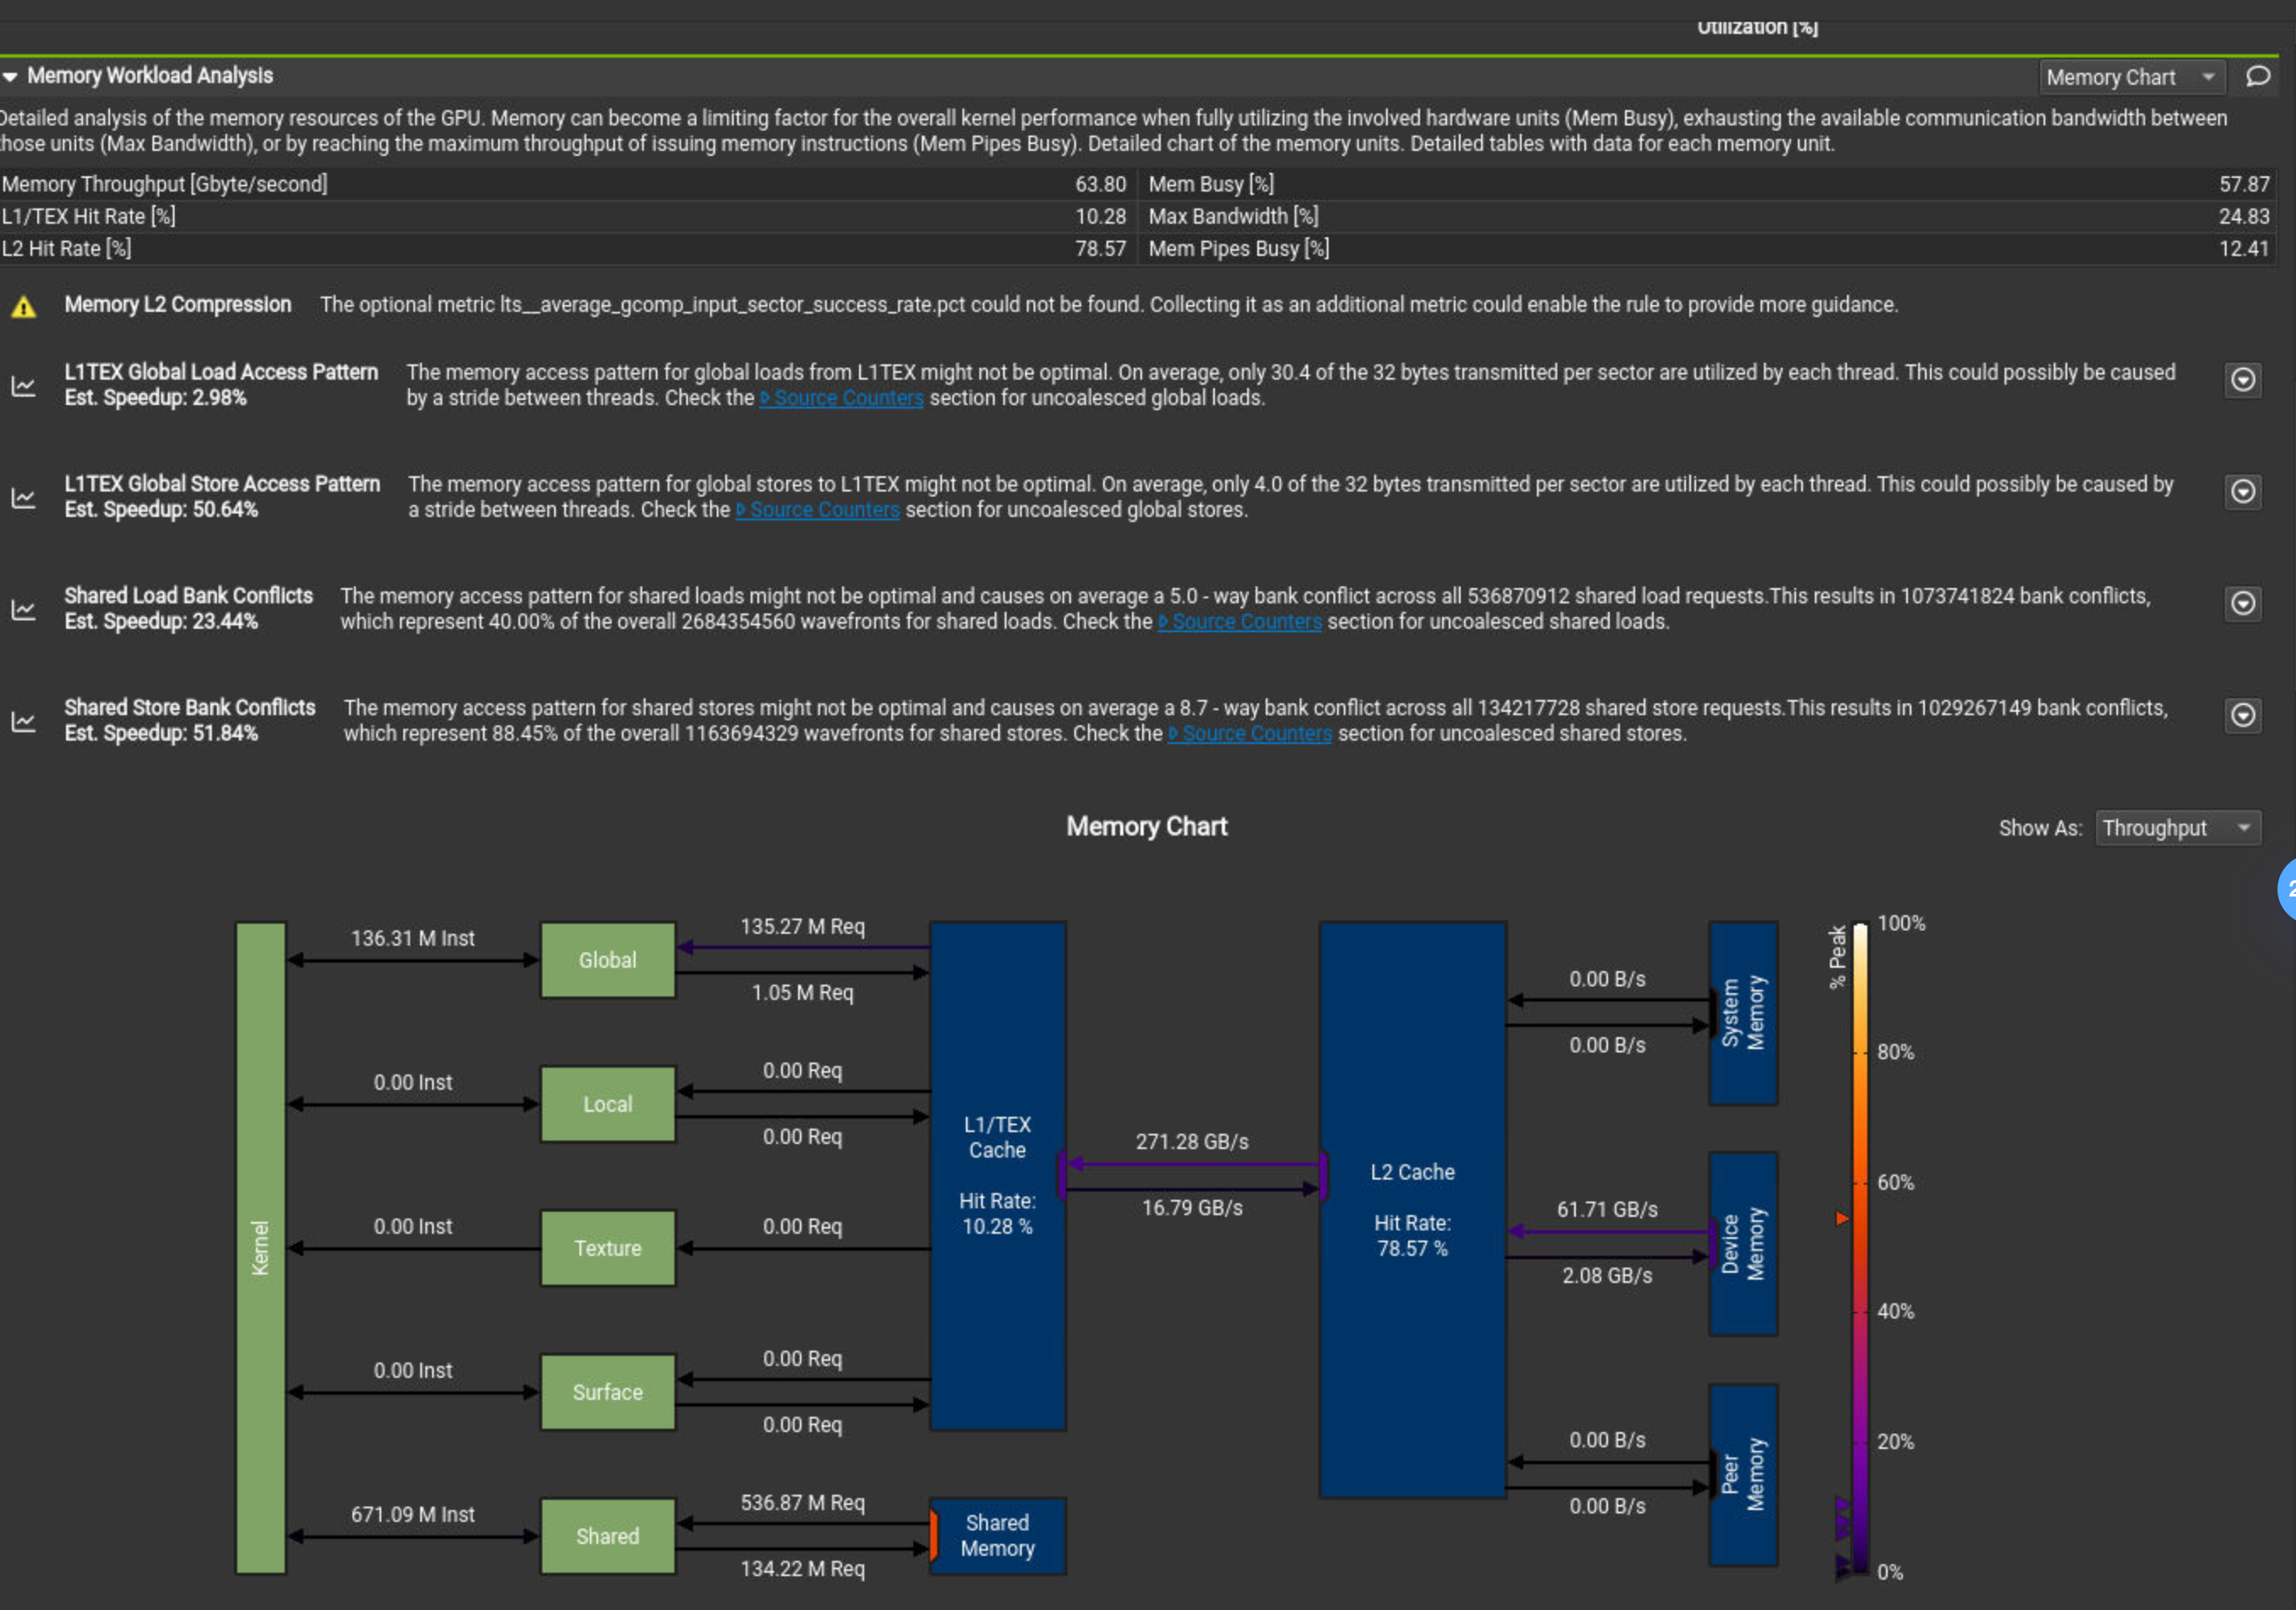 Utilization [%]
Memory Workload Analysis
Memory Chart
Detailed analysis of the memory resources of the GPU. Memory can become a limiting factor for the overall kernel performance when fully utilizing the involved hardware units (Mem Busy), exhausting the available communication bandwidth between
those units (Max Bandwidth), or by reaching the maximum throughput of issuing memory instructions (Mem Pipes Busy). Detailed chart of the memory units. Detailed tables with data for each memory unit.
Memory Throughput [Gbyte/second] 63.80 Mem Busy [%] 57.87
L1/TEX Hit Rate [%] 10.28 Max Bandwidth [%] 24.83
L2 Hit Rate [%] 78.57 Mem Pipes Busy [%] 12.41
Memory L2 Compression The optional metric lts__average_gcomp_input_sector_success_rate.pct could not be found. Collecting it as an additional metric could enable the rule to provide more guidance.
L1TEX Global Load Access Pattern
Est. Speedup: 2.98%
The memory access pattern for global loads from L1TEX might not be optimal. On average, only 30.4 of the 32 bytes transmitted per sector are utilized by each thread. This could possibly be caused
by a stride between threads. Check the Source Counters section for uncoalesced global loads.
L1TEX Global Store Access Pattern
Est. Speedup: 50.64%
The memory access pattern for global stores to L1TEX might not be optimal. On average, only 4.0 of the 32 bytes transmitted per sector are utilized by each thread. This could possibly be caused by
a stride between threads. Check the Source Counters section for uncoalesced global stores.
Shared Load Bank Conflicts
Est. Speedup: 23.44%
The memory access pattern for shared loads might not be optimal and causes on average a 5.0 - way bank conflict across all 536870912 shared load requests.This results in 1073741824 bank conflicts,
which represent 40.00% of the overall 2684354560 wavefronts for shared loads. Check the Source Counters section for uncoalesced shared loads.
Shared Store Bank Conflicts
Est. Speedup: 51.84%
The memory access pattern for shared stores might not be optimal and causes on average a 8.7 - way bank conflict across all 134217728 shared store requests.This results in 1029267149 bank conflicts,
which represent 88.45% of the overall 1163694329 wavefronts for shared stores. Check the Source Counters section for uncoalesced shared stores.
Memory Chart
Show As: Throughput
2
Kernel
136.31 M Inst
Global
135.27 M Req
1.05 M Req
0.00 Inst
Local
0.00 Req
0.00 Req
0.00 Inst
Texture
0.00 Req
0.00 Inst
Surface
0.00 Req
0.00 Req
671.09 M Inst
Shared
536.87 M Req
134.22 M Req
L1/TEX
Cache
Hit Rate:
10.28 %
Shared
Memory
271.28 GB/s
16.79 GB/s
L2 Cache
Hit Rate:
78.57 %
0.00 B/s
0.00 B/s
System
Memory
61.71 GB/s
2.08 GB/s
Device
Memory
0.00 B/s
0.00 B/s
Peer
Memory
% Peak
100%
80%
60%
40%
20%
0%